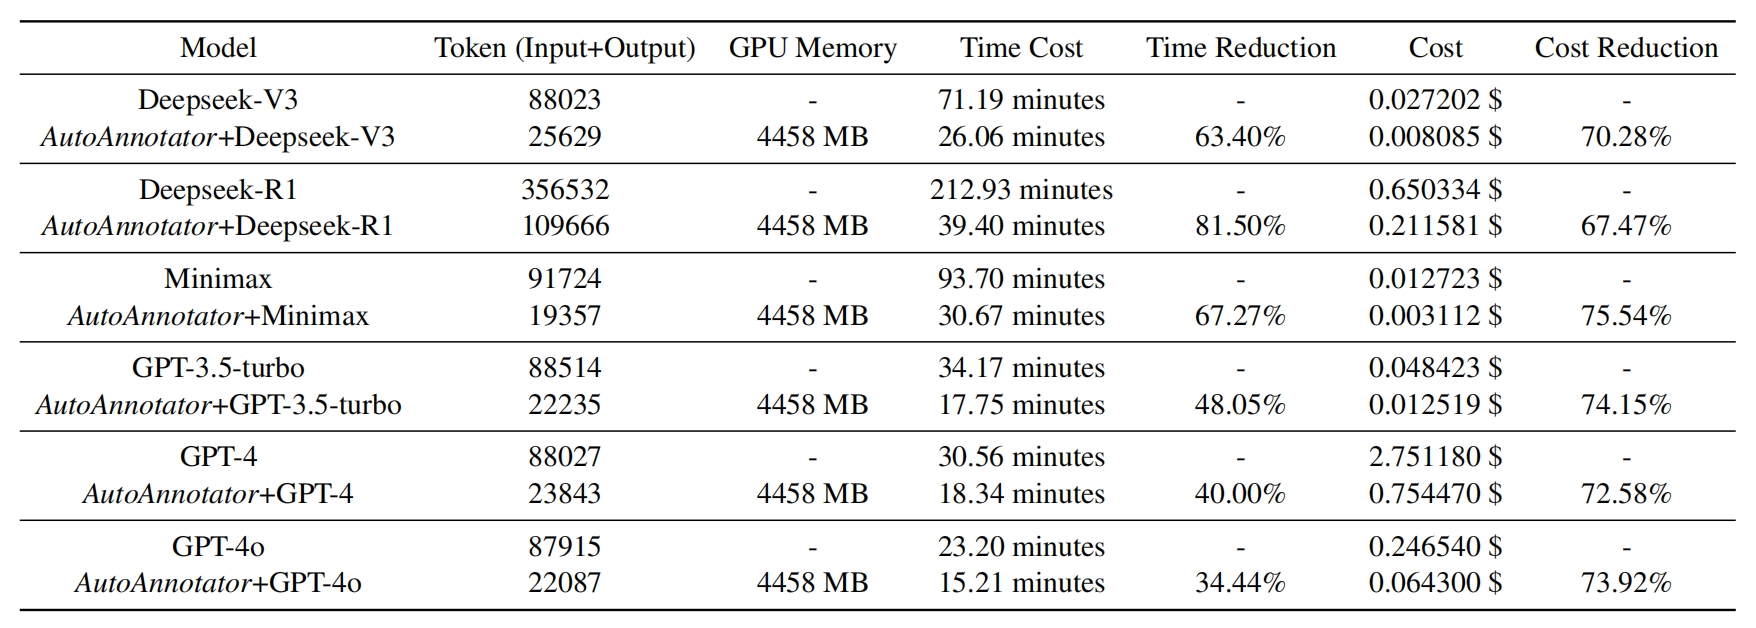 Model Token (Input+Output) GPU Memory Time Cost Time Reduction Cost Cost Reduction
Deepseek-V3 88023 - 71.19 minutes - 0.027202 $ -
AutoAnnotator+Deepseek-V3 25629 4458 MB 26.06 minutes 63.40% 0.008085 $ 70.28%
Deepseek-R1 356532 - 212.93 minutes - 0.650334 $ -
AutoAnnotator+Deepseek-R1 109666 4458 MB 39.40 minutes 81.50% 0.211581 $ 67.47%
Minimax 91724 - 93.70 minutes - 0.012723 $ -
AutoAnnotator+Minimax 19357 4458 MB 30.67 minutes 67.27% 0.003112 $ 75.54%
GPT-3.5-turbo 88514 - 34.17 minutes - 0.048423 $ -
AutoAnnotator+GPT-3.5-turbo 22235 4458 MB 17.75 minutes 48.05% 0.012519 $ 74.15%
GPT-4 88027 - 30.56 minutes - 2.751180 $ -
AutoAnnotator+GPT-4 23843 4458 MB 18.34 minutes 40.00% 0.754470 $ 72.58%
GPT-4o 87915 - 23.20 minutes - 0.246540 $ -
AutoAnnotator+GPT-4o 22087 4458 MB 15.21 minutes 34.44% 0.064300 $ 73.92%